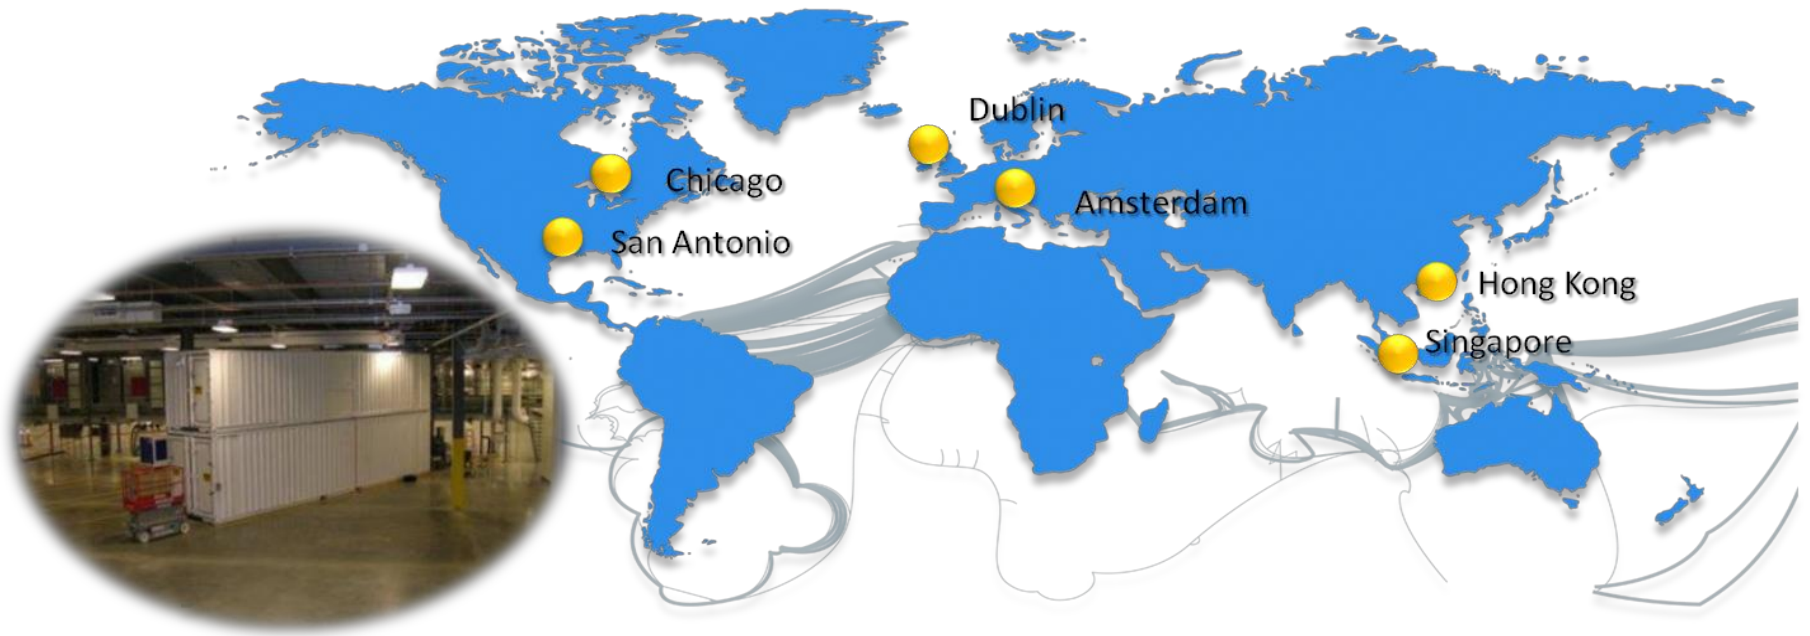 Dublin
Chicago
Amsterdam
San Antonio
Hong Kong
Singapore